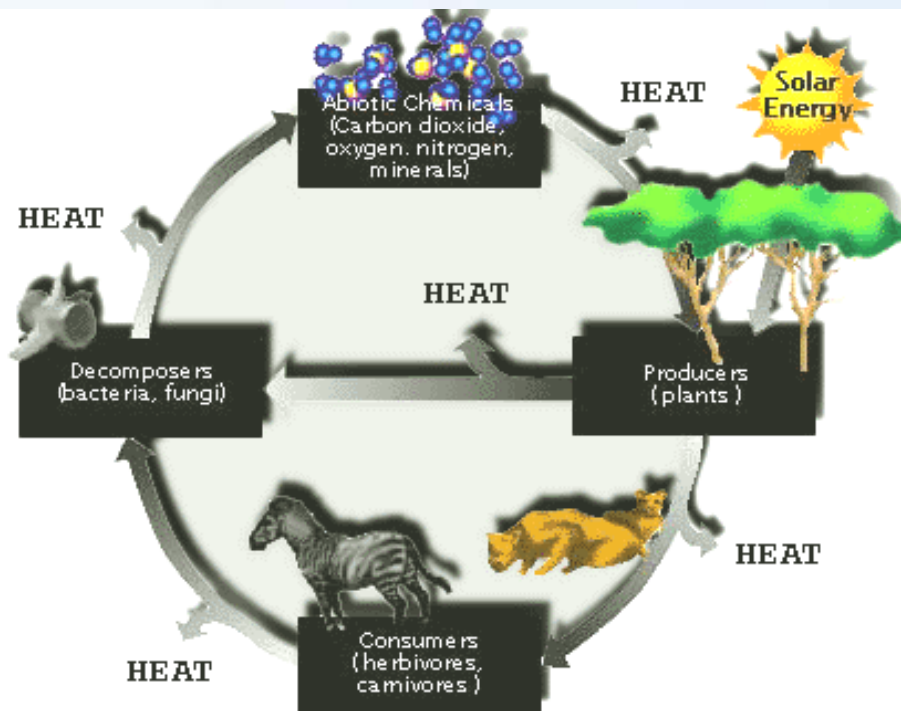 Abiotic Chemicals
(Carbon dioxide,
oxygen. nitrogen,
minerals)
HEAT
Solar
Energy
HEAT
HEAT
Decomposers
(bacteria, fungi)
Producers
(plants)
HEAT
Consumers
(herbivores,
carnivores)
HEAT